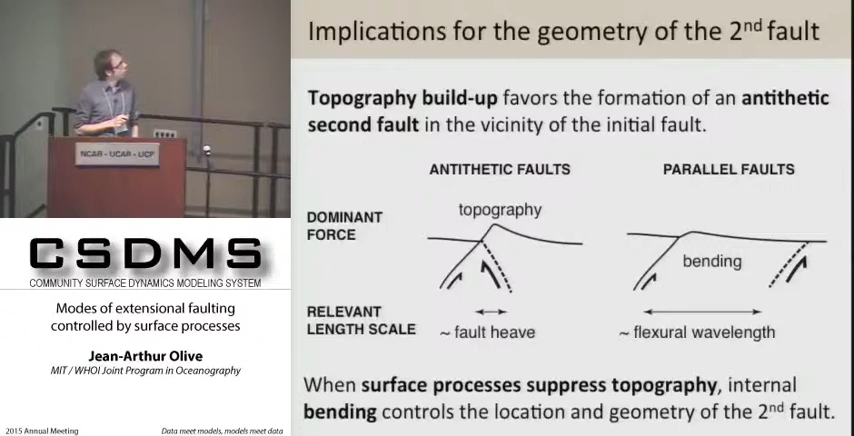 NCAR - UCAR - UCP
CSDMS
COMMUNITY SURFACE DYNAMICS MODELING SYSTEM
Modes of extensional faulting
controlled by surface processes
Jean-Arthur Olive
MIT / WHOI Joint Program in Oceanography
2015 Annual Meeting
Data meet models, models meet data
Implications for the geometry of the 2nd fault
Topography build-up favors the formation of an antithetic
second fault in the vicinity of the initial fault.
ANTITHETIC FAULTS
PARALLEL FAULTS
DOMINANT
FORCE
topography
bending
RELEVANT
LENGTH SCALE
~ fault heave
~ flexural wavelength
When surface processes suppress topography, internal
bending controls the location and geometry of the 2nd fault.